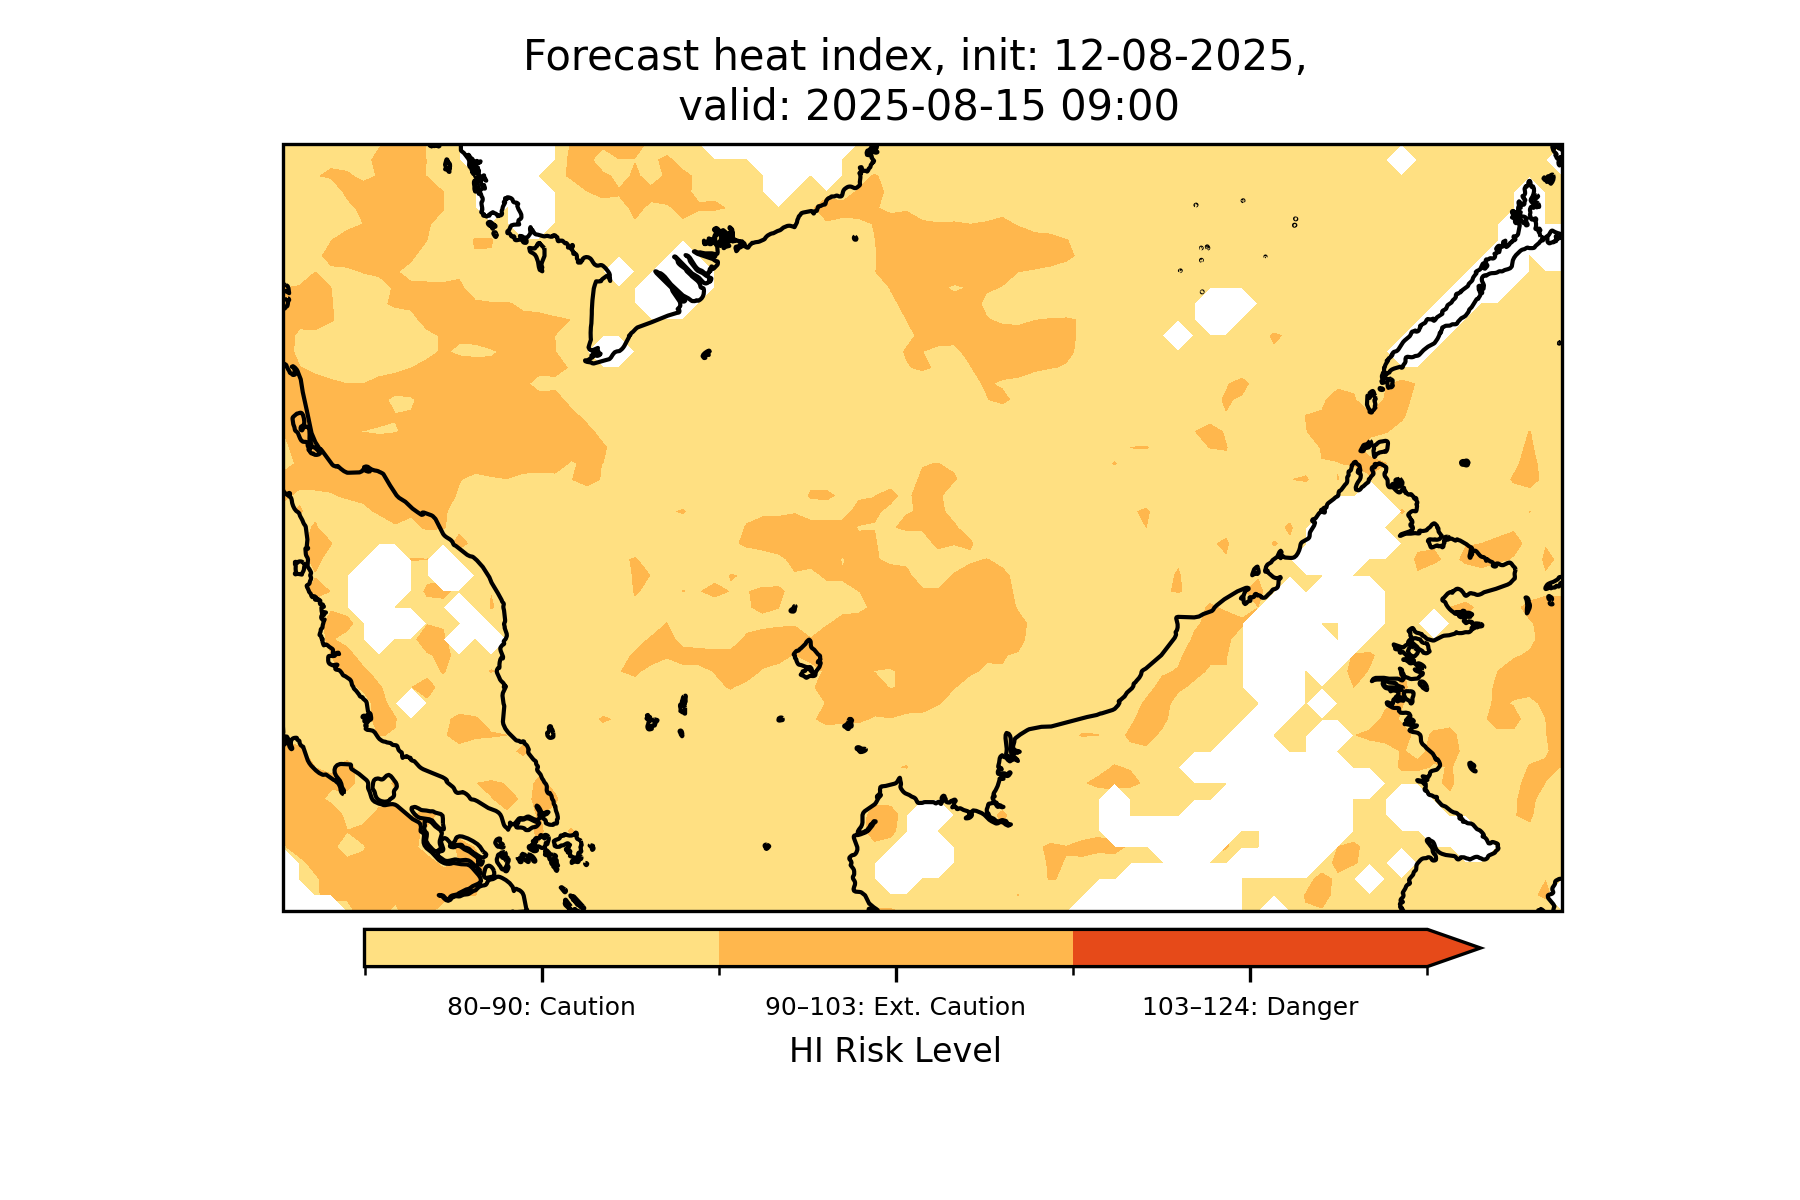 Forecast heat index, init: 12-08-2025,
valid: 2025-08-15 09:00
80–90: Caution
90–103: Ext. Caution
103–124: Danger
HI Risk Level